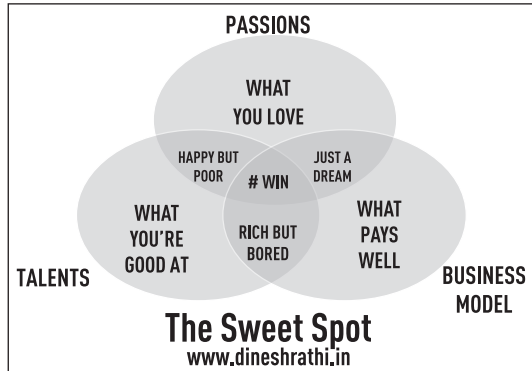 PASSIONS
WHAT
YOU LOVE
HAPPY BUT
POOR
# WIN
JUST A
DREAM
WHAT
YOU'RE
GOOD AT
RICH BUT
BORED
WHAT
PAYS
WELL
TALENTS
BUSINESS
MODEL
The Sweet Spot
www.dineshrathi.in